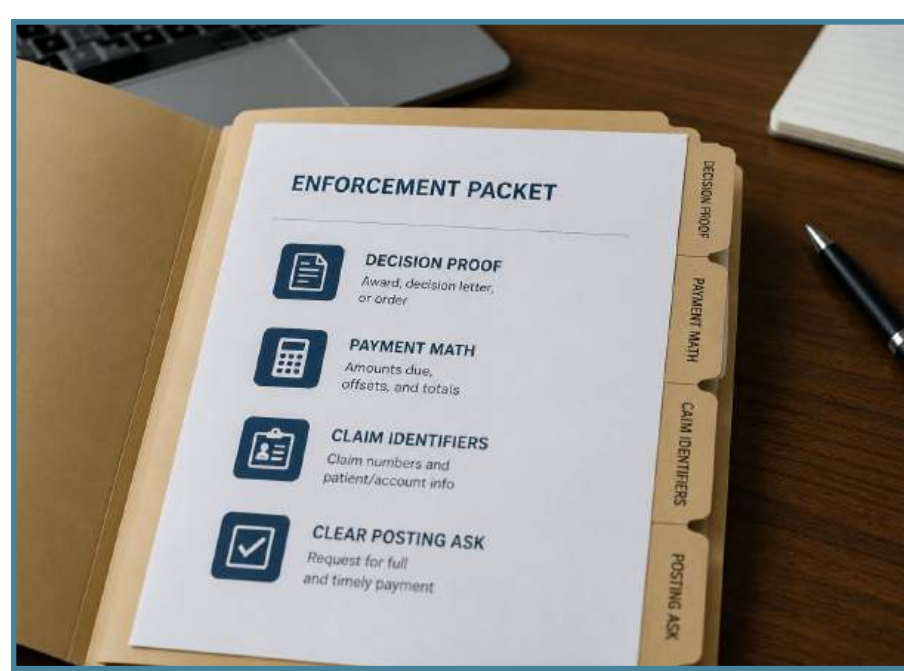 ENFORCEMENT PACKET
DECISION PROOF
Award, decision letter,
or order
PAYMENT MATH
Amounts due,
offsets, and totals
CLAIM IDENTIFIERS
Claim numbers and
patient/account info
CLEAR POSTING ASK
Request for full
and timely payment
DECISION PROOF
PAYMENT MATH
CAIM IDENTIFIERS
POSTING ASK